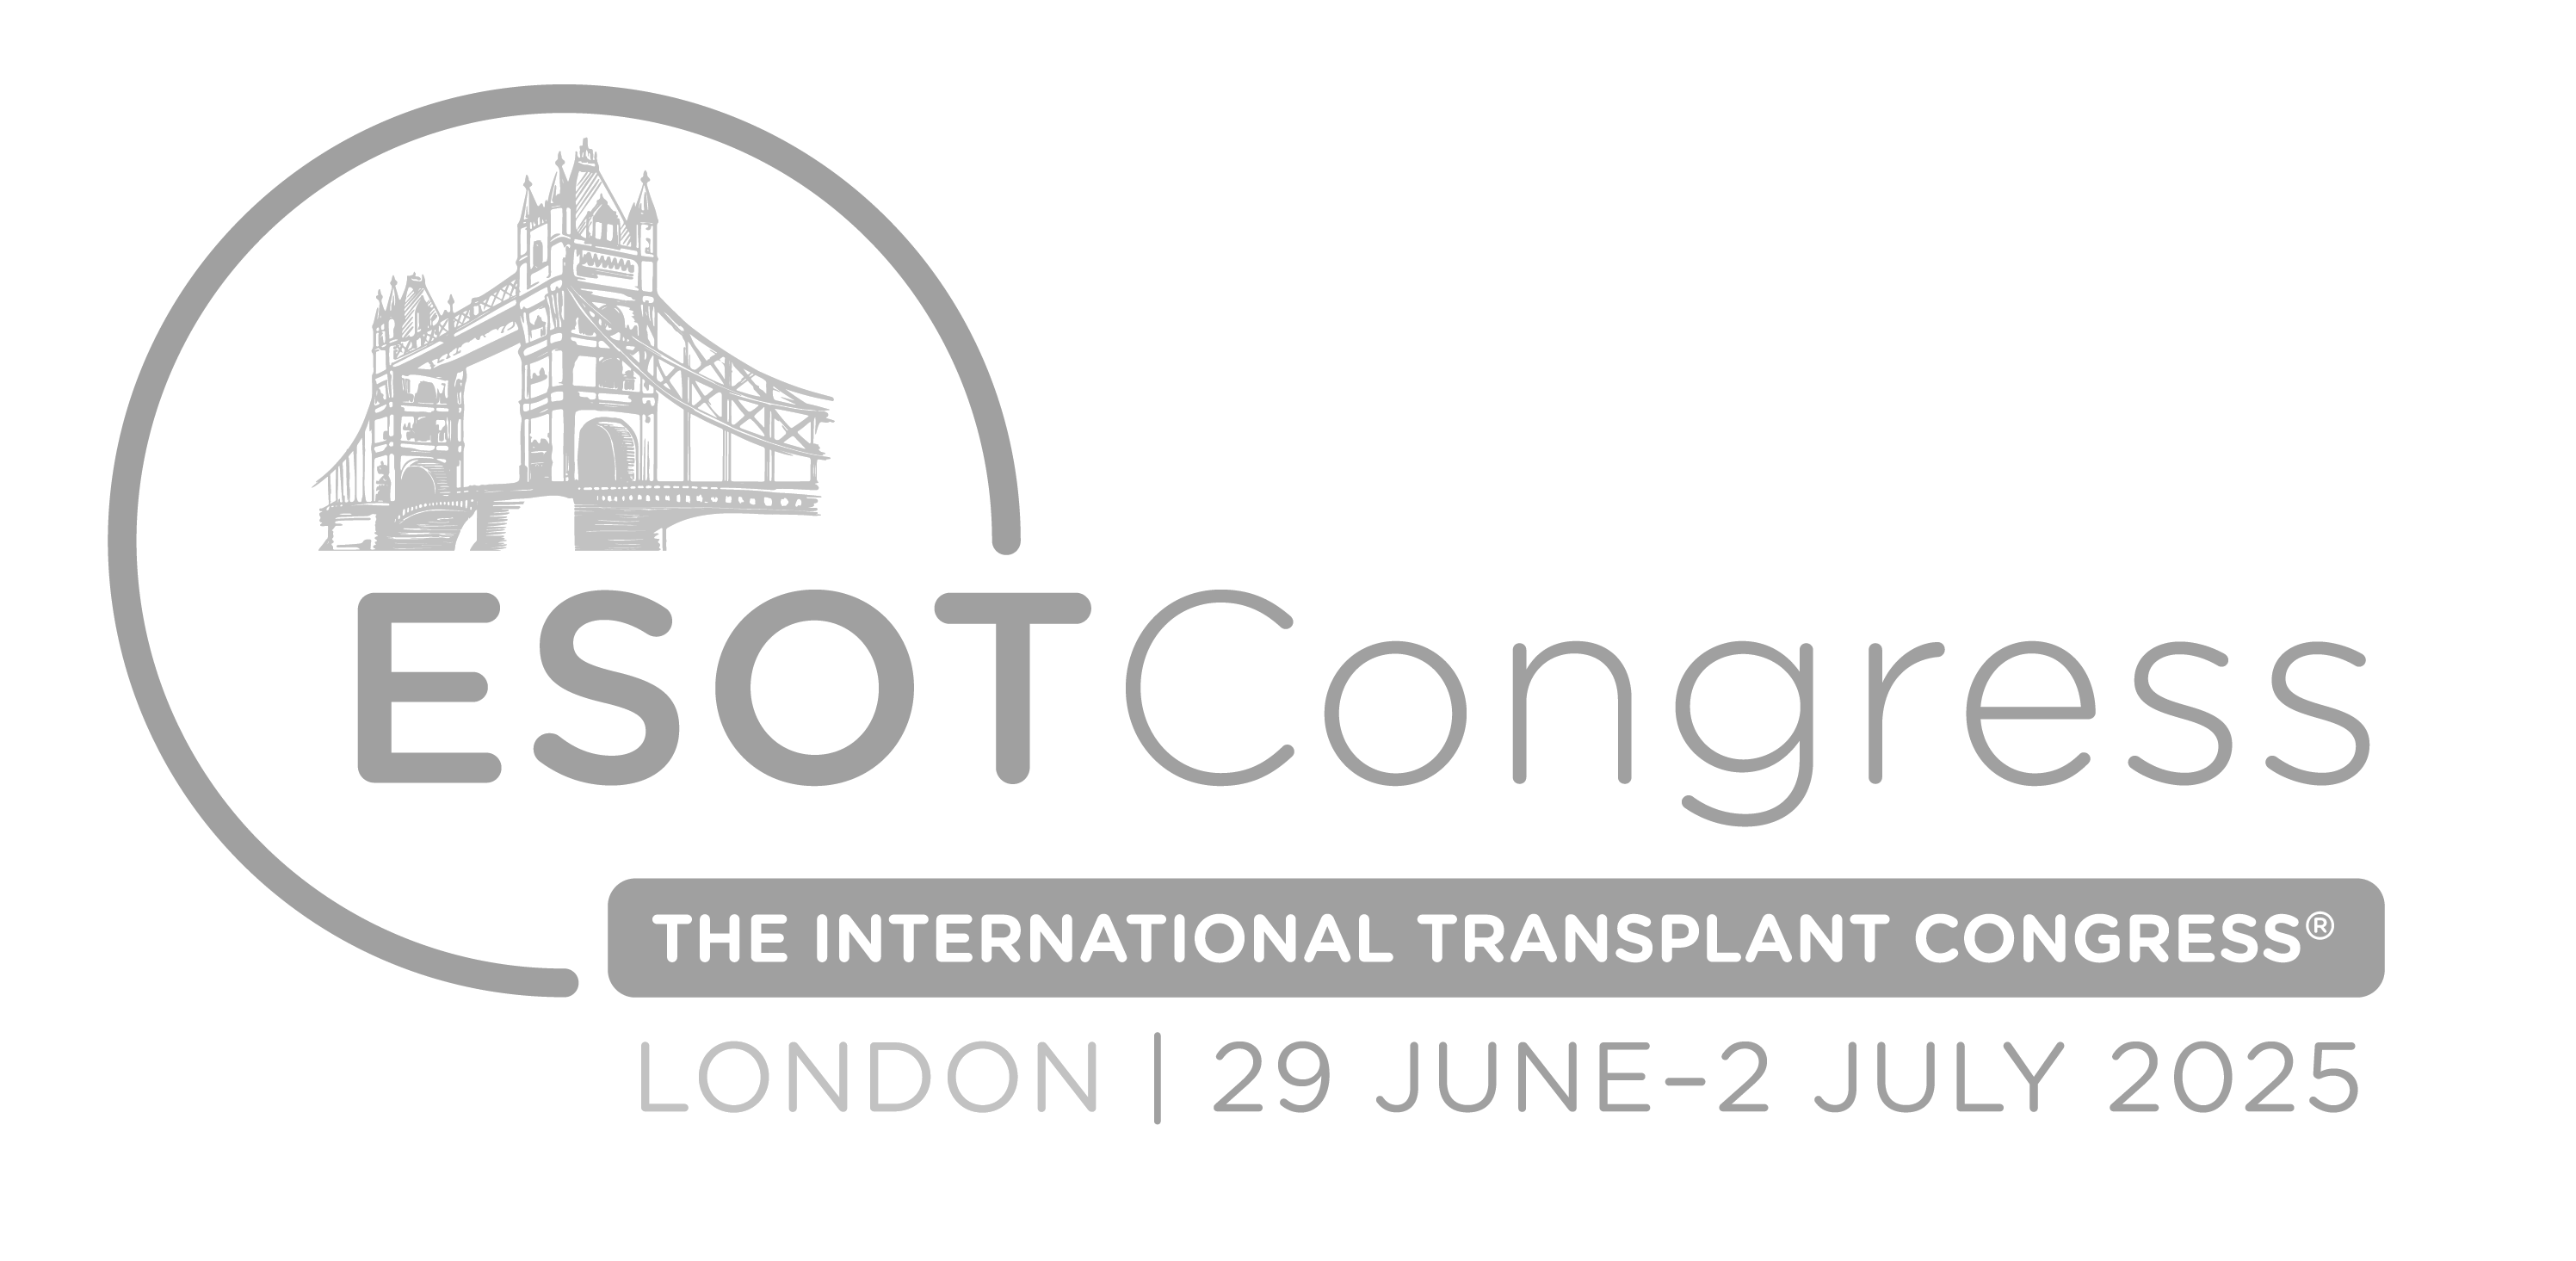 ESOTCongress
THE INTERNATIONAL TRANSPLANT CONGRESS®
LONDON | 29 JUNE–2 JULY 2025